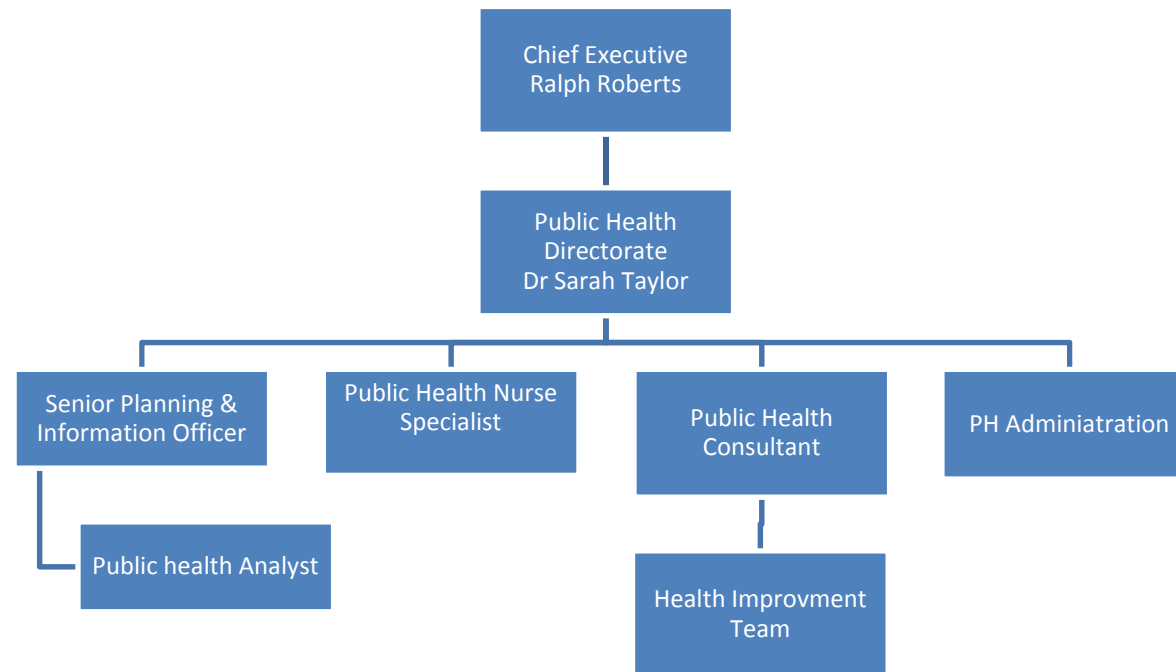 Chief Executive
Ralph Roberts
Public Health
Directorate
Dr Sarah Taylor
Senior Planning &
Information Officer
Public Health Nurse
Specialist
Public Health
Consultant
PH Adminiatration
Public health Analyst
Health Improvment
Team